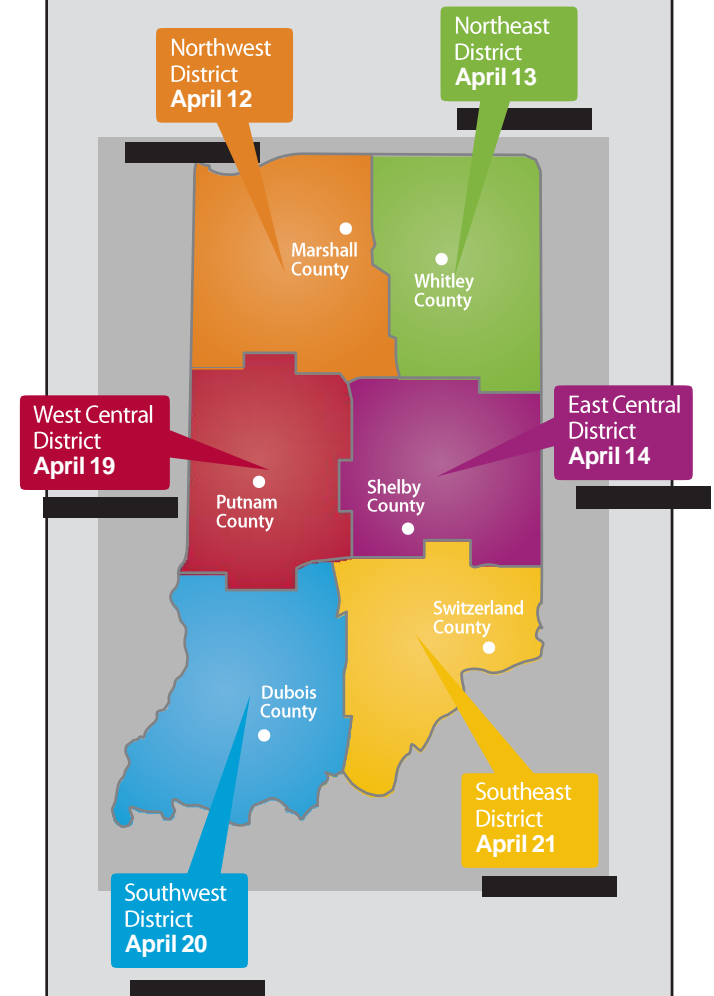 Northwest
District
April 12
Northeast
District
April 13
Marshall
County
Whitley
County
West Central
District
April 19
East Central
District
April 14
Putnam
County
Shelby
County
Switzerland
County
Dubois
County
Southeast
District
April 21
Southwest
District
April 20